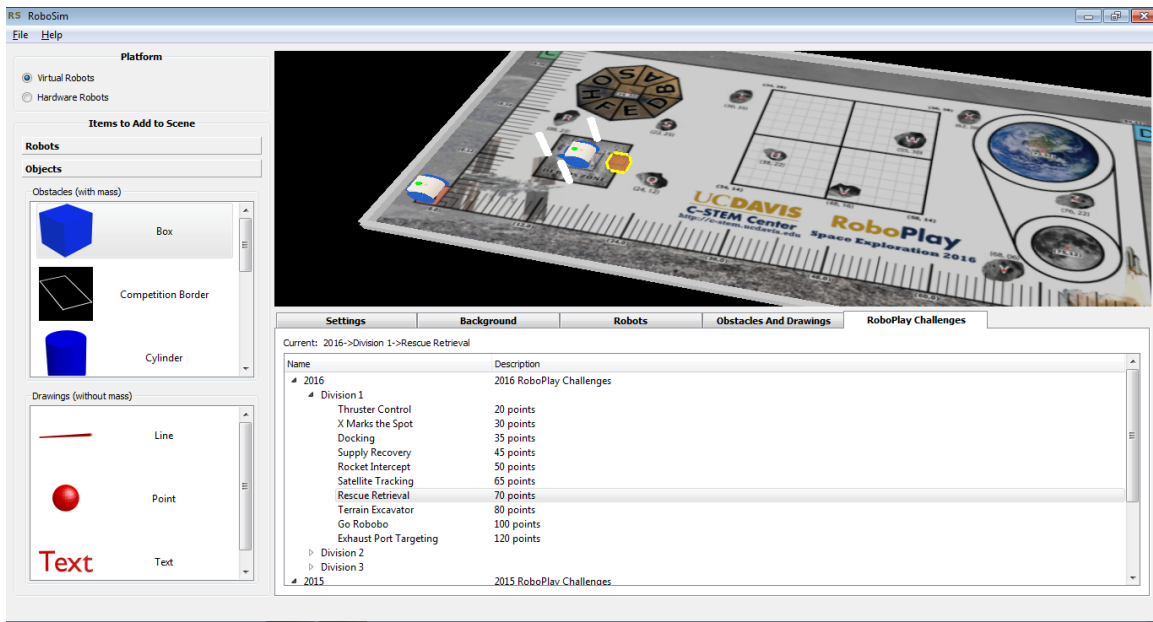 RS RoboSim
File Help
Platform
Virtual Robots
Hardware Robots
Items to Add to Scene
Robots
Objects
Obstacles (with mass)
Box
Competition Border
Cylinder
Drawings (without mass)
Line
Point
Text Text
UCDAVIS
C-STEM Center
http://c-stem.ucdavis.edu
RoboPlay
Space Exploration 2016
Settings Background Robots Obstacles And Drawings RoboPlay Challenges
Current: 2016->Division 1->Rescue Retrieval
Name Description
2016 2016 RoboPlay Challenges
Division 1
Thruster Control 20 points
X Marks the Spot 30 points
Docking 35 points
Supply Recovery 45 points
Rocket Intercept 50 points
Satellite Tracking 65 points
Rescue Retrieval 70 points
Terrain Excavator 80 points
Go Robobo 100 points
Exhaust Port Targeting 120 points
Division 2
Division 3
2015 2015 RoboPlay Challenges